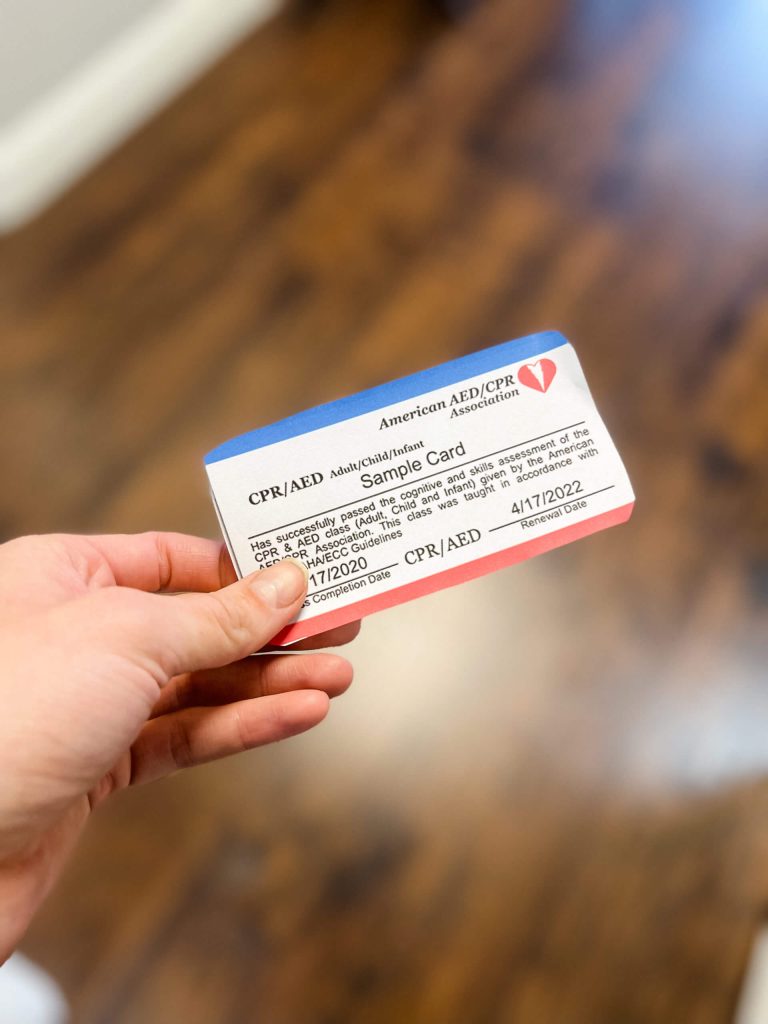 American AED/CPR
Association
CPR/AED Adult/Child/Infant
Sample Card
Has successfully passed the cognitive and skills assessment of the
CPR & AED class (Adult, Child and Infant) given by the American
AED/CPR Association. This class was taught in accordance with
AHA/ECC Guidelines
17/2020 CPR/AED 4/17/2022
Completion Date Renewal Date